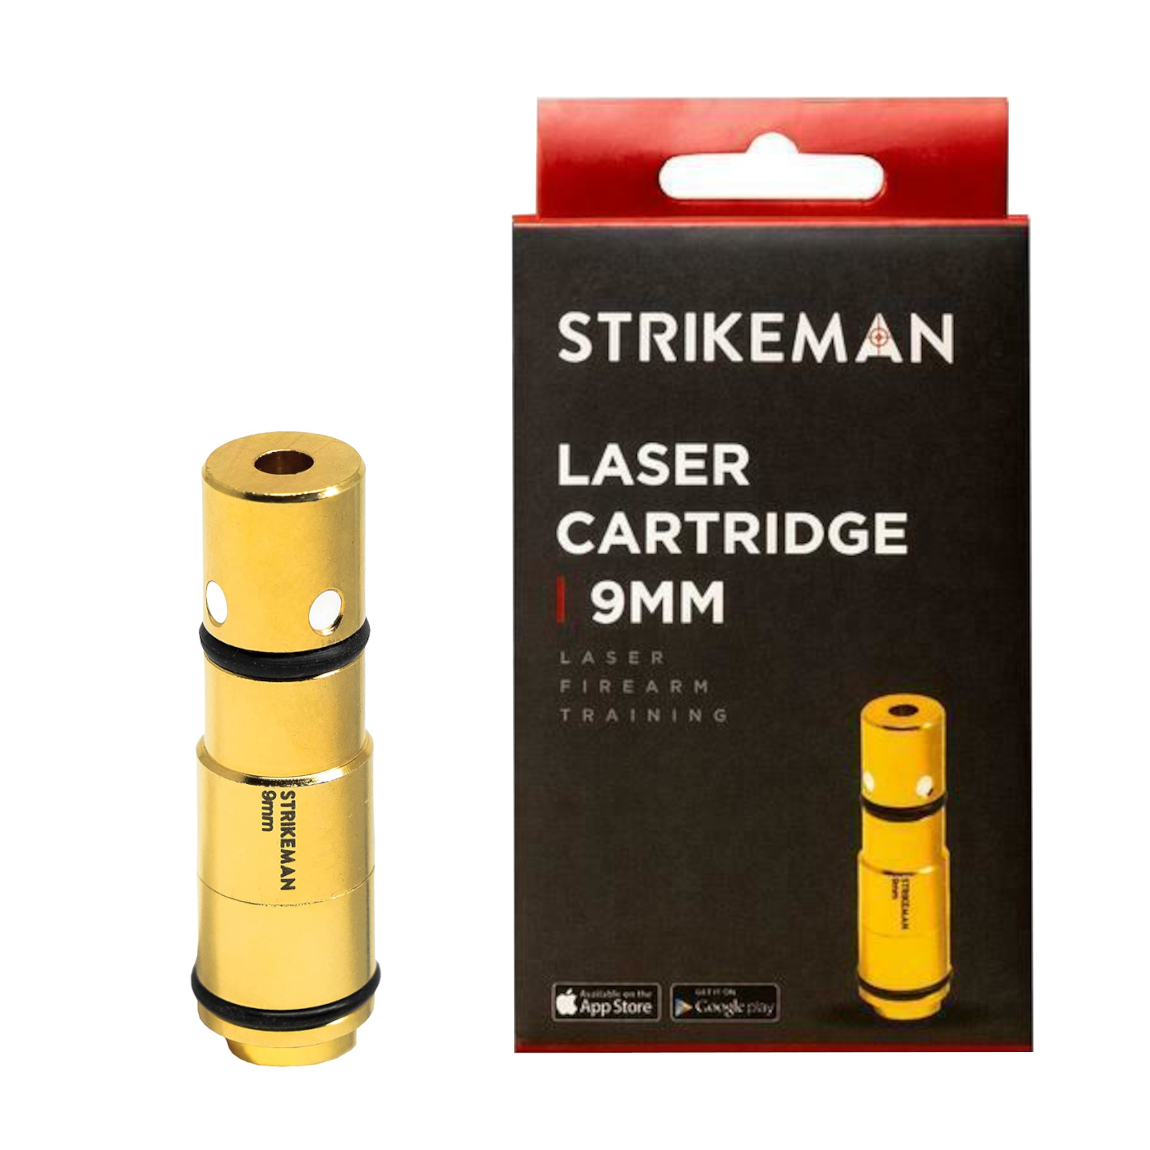 STRIKEMAN
LASER
CARTRIDGE
9MM
LASER
FIREARM
TRAINING
STRIKEMAN
9mm
STRIKEMAN
9mm
Available on the
App Store
GET IT ON
Google play